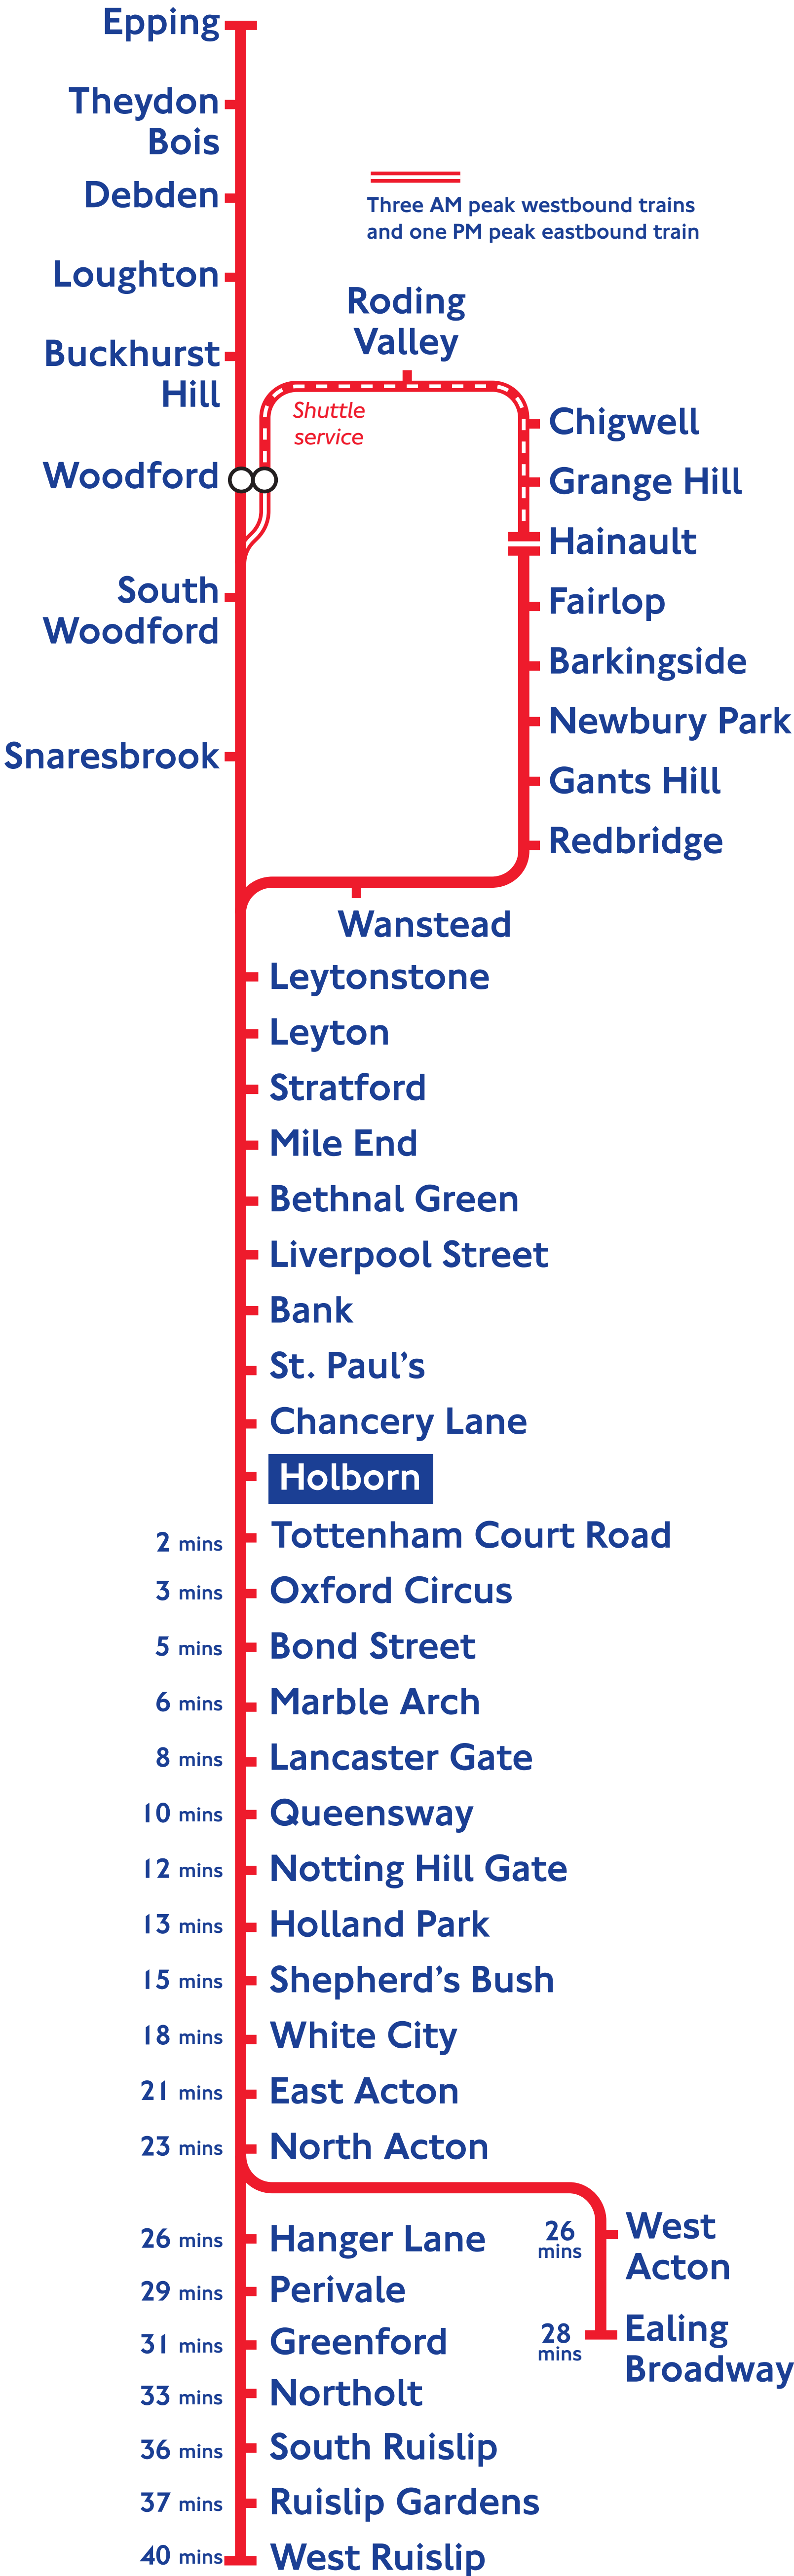 Epping
Theydon
Bois
Debden
Three AM peak westbound trains
and one PM peak eastbound train
Loughton
Roding
Valley
Buckhurst
Hill
Shuttle
service
Chigwell
Woodford
Grange Hill
Hainault
South
Woodford
Fairlop
Barkingside
Newbury Park
Snaresbrook
Gants Hill
Redbridge
Wanstead
Leytonstone
Leyton
Stratford
Mile End
Bethnal Green
Liverpool Street
Bank
St. Paul's
Chancery Lane
Holborn
2 mins Tottenham Court Road
3 mins Oxford Circus
5 mins Bond Street
6 mins Marble Arch
8 mins Lancaster Gate
10 mins Queensway
12 mins Notting Hill Gate
13 mins Holland Park
15 mins Shepherd's Bush
18 mins White City
21 mins East Acton
23 mins North Acton
26 mins Hanger Lane
29 mins Perivale
31 mins Greenford
33 mins Northolt
36 mins South Ruislip
37 mins Ruislip Gardens
40 mins West Ruislip
26
mins
West
Acton
28
mins
Ealing
Broadway